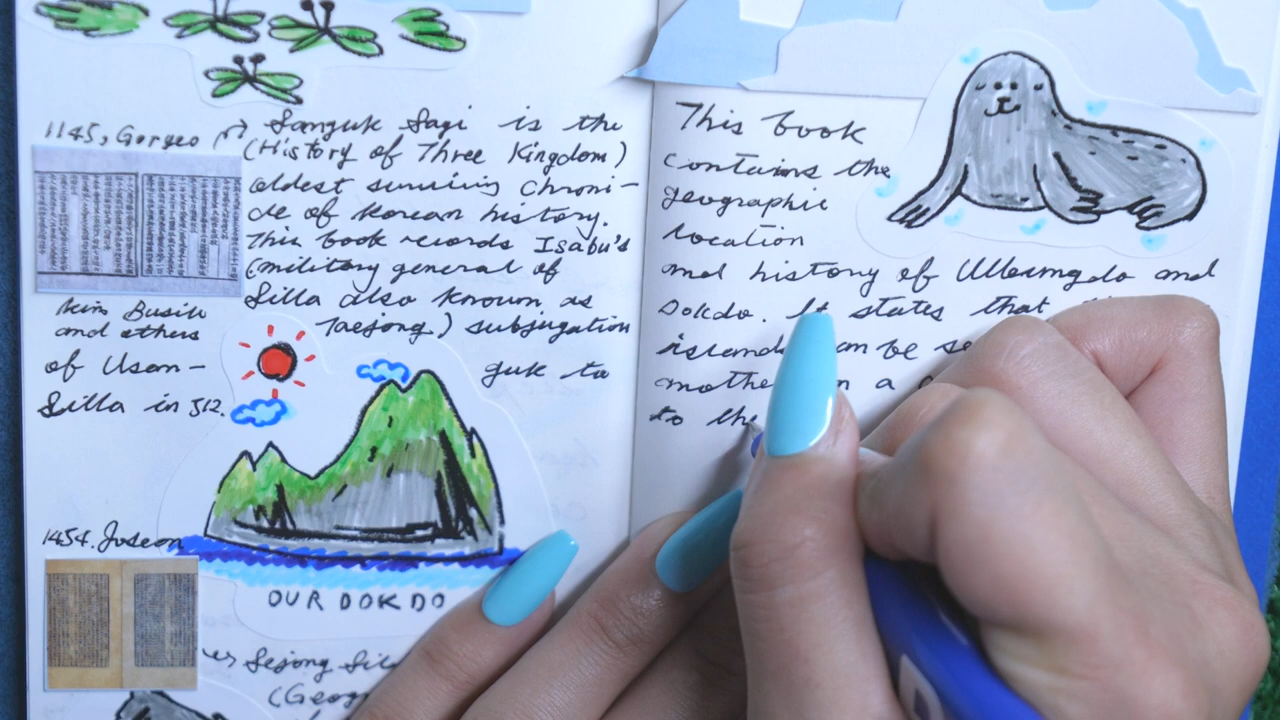 1145, Goryeo
→ Samguk Sagi is the
(History of Three Kingdom)
oldest surviving chroni-
cle of Korean history.
This book records Isabu's
(military general of
Silla also known as
Taejong) subjugation
Kim Busik
and others
of Usan-
guk to
Silla in 512.
OUR DOKDO
1454. Joseon
Sejong Sil
(Geog
This book
contains the
geographic
location
and history of Ulleungdo and
Dokdo. It states that
islands can be se
mother n a
to the